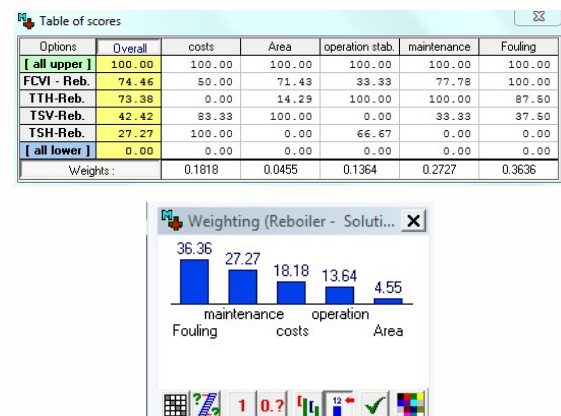 Table of scores
Options Overall costs Area operation stab. maintenance Fouling
[ all upper ] 100.00 100.00 100.00 100.00 100.00 100.00
FCVI - Reb. 74.46 50.00 71.43 33.33 77.78 100.00
TTH-Reb. 73.38 0.00 14.29 100.00 100.00 87.50
TSV-Reb. 42.42 83.33 100.00 0.00 33.33 37.50
TSH-Reb. 27.27 100.00 0.00 66.67 0.00 0.00
[ all lower ] 0.00 0.00 0.00 0.00 0.00 0.00
Weights : 0.1818 0.0455 0.1364 0.2727 0.3636
Weighting (Reboiler - Soluti...
36.36 27.27 18.18 13.64 4.55
maintenance operation
Fouling costs Area
?? 1 0.? 12